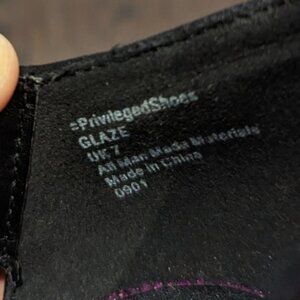 =PrivilegedShoes
GLAZE
UK 7
All Man Made Materials
Made in China
0901